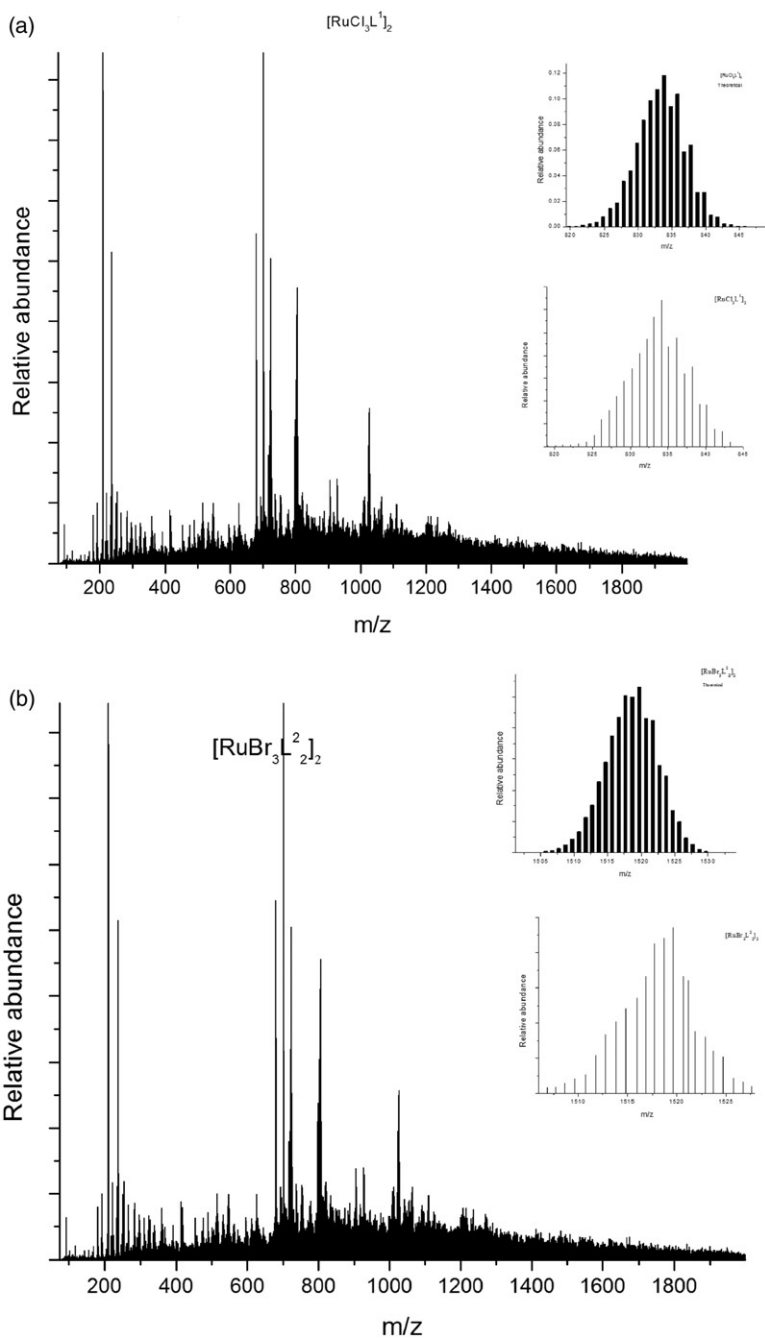 (a)
[RuCl₃L¹]₂
Relative abundance
200 400 600 800 1000 1200 1400 1600 1800
m/z
Theoretical
Relative abundance
0.12
0.10
0.08
0.06
0.04
0.02
0.00
820 825 830 835 840 845
m/z
[RuCl₃L¹]₂
Relative abundance
820 825 830 835 840 845
m/z
(b)
[RuBr₃L²₂]₂
Relative abundance
200 400 600 800 1000 1200 1400 1600 1800
m/z
Relative abundance
1505 1510 1515 1520 1525 1530
m/z
Relative abundance
1510 1515 1520 1525
m/z